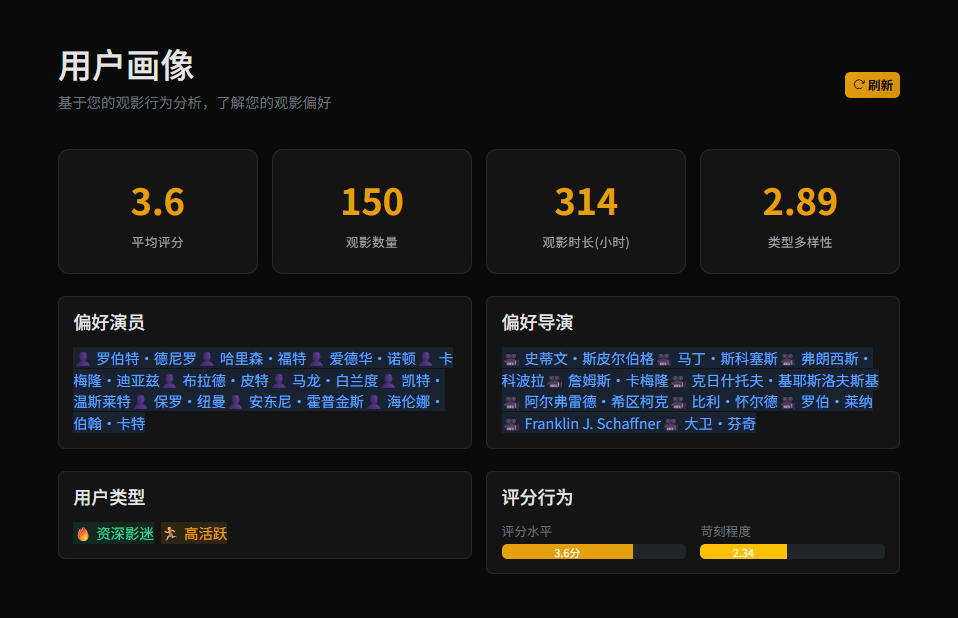 用户画像
基于您的观影行为分析，了解您的观影偏好
刷新
3.6
平均评分
150
观影数量
314
观影时长(小时)
2.89
类型多样性
偏好演员
罗伯特·德尼罗 哈里森·福特 爱德华·诺顿 卡
梅隆·迪亚兹 布拉德·皮特 马龙·白兰度 凯特·
温斯莱特 保罗·纽曼 安东尼·霍普金斯 海伦娜·
伯翰·卡特
偏好导演
史蒂文·斯皮尔伯格 马丁·斯科塞斯 弗朗西斯·
科波拉 詹姆斯·卡梅隆 克日什托夫·基耶斯洛夫斯基
阿尔弗雷德·希区柯克 比利·怀尔德 罗伯·莱纳
Franklin J. Schaffner 大卫·芬奇
用户类型
资深影迷 高活跃
评分行为
评分水平
3.6分
苛刻程度
2.34